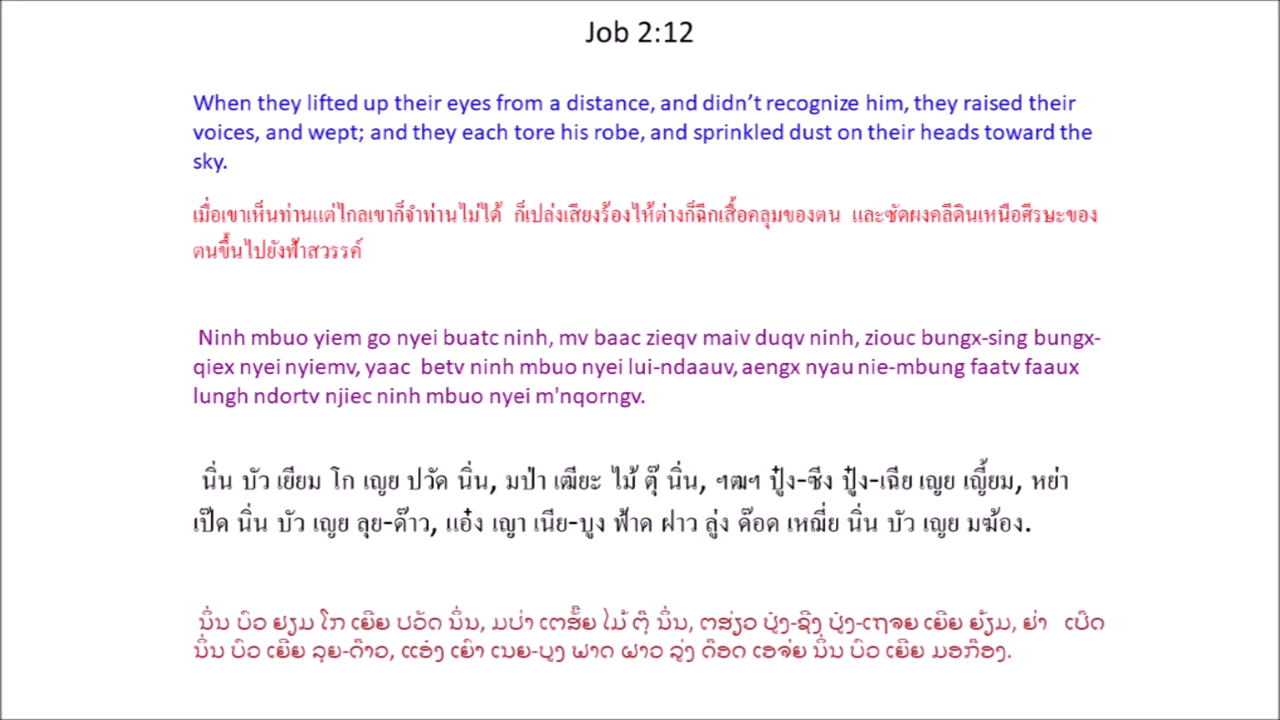 Job 2:12
When they lifted up their eyes from a distance, and didn’t recognize him, they raised their
voices, and wept; and they each tore his robe, and sprinkled dust on their heads toward the
sky.
เมื่อเขาเห็นท่านแต่ไกลเขาก็จำท่านไม่ได้ ก็เปล่งเสียงร้องไห้ต่างก็ฉีกเสื้อคลุมของตน และซัดผงคลีดินเหนือศีรษะของ
ตนขึ้นไปยังฟ้าสวรรค์
Ninh mbuo yiem go nyei buatc ninh, mv baac zieqv maiv duqv ninh, ziouc bungx-sing bungx-
qiex nyei nyiemv, yaac betv ninh mbuo nyei lui-ndaauv, aengx nyau nie-mbung faatv faaux
lungh ndortv njiec ninh mbuo nyei m'nqorngv.
นิ่น บัว เยียม โก เญย ปวัด นิ่น, มป่า เฒียะ ไม้ ตุ๊ นิ่น, ฯฒฯ ปู๋ง-ซีง ปู๋ง-เฉีย เญย เญี้ยม, หย่า
เป๊ด นิ่น บัว เญย ลุย-ด๊าว, แอ๋ง เญา เนีย-บูง ฟ้าด ฝาว ลู่ง ด๊อด เหฌี่ย นิ่น บัว เญย มฆ้อง.
ນິ່ນ ບົວ ຢຽມ ໂກ ເຍີຍ ປວັດ ນິ່ນ, ມປ່າ ເຕສັ໊ຍ ໄມ້ ຕຸ໊ ນິ່ນ, ຕສ່ຽວ ປູ໋ງ-ຊີງ ປູ໋ງ-ເຖຈຍ ເຍີຍ ຍ້ຽມ, ຢ່າ ເປ໊ດ
ນິ່ນ ບົວ ເຍີຍ ລຸຍ-ດ໊າວ, ແອ໋ງ ເຍົາ ເນຍ-ບຸງ ຟາດ ຝາວ ລູ່ງ ດ໊ອດ ເອຈ່ຍ ນິ່ນ ບົວ ເຍີຍ ມອກ໊ອງ.